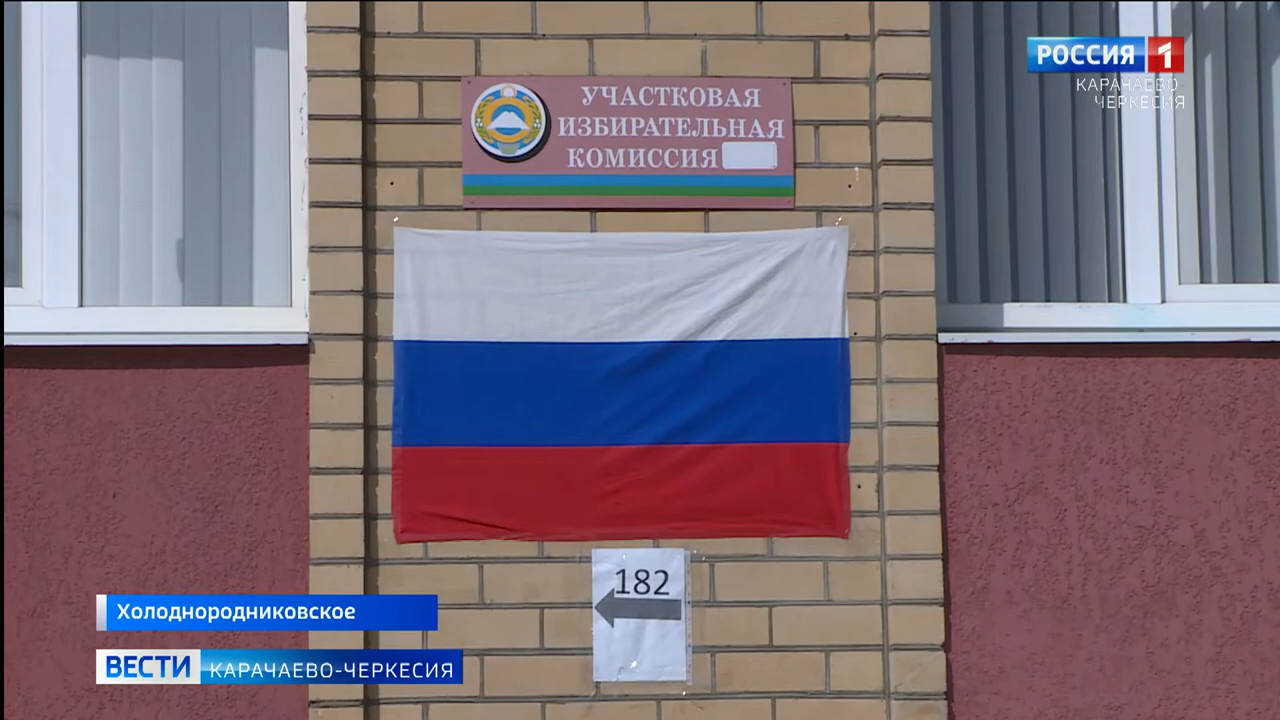 РОССИЯ 1
КАРАЧАЕВО-
ЧЕРКЕСИЯ
УЧАСТКОВАЯ
ИЗБИРАТЕЛЬНАЯ
КОМИССИЯ
182
Холоднородниковское
ВЕСТИ КАРАЧАЕВО-ЧЕРКЕСИЯ